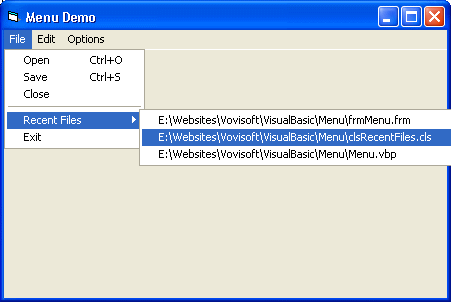 Menu Demo
File Edit Options
Open Ctrl+O
Save Ctrl+S
Close
Recent Files
E:\Websites\Vovisoft\VisualBasic\Menu\frmMenu.frm
E:\Websites\Vovisoft\VisualBasic\Menu\clsRecentFiles.cls
Exit
E:\Websites\Vovisoft\VisualBasic\Menu\Menu.vbp